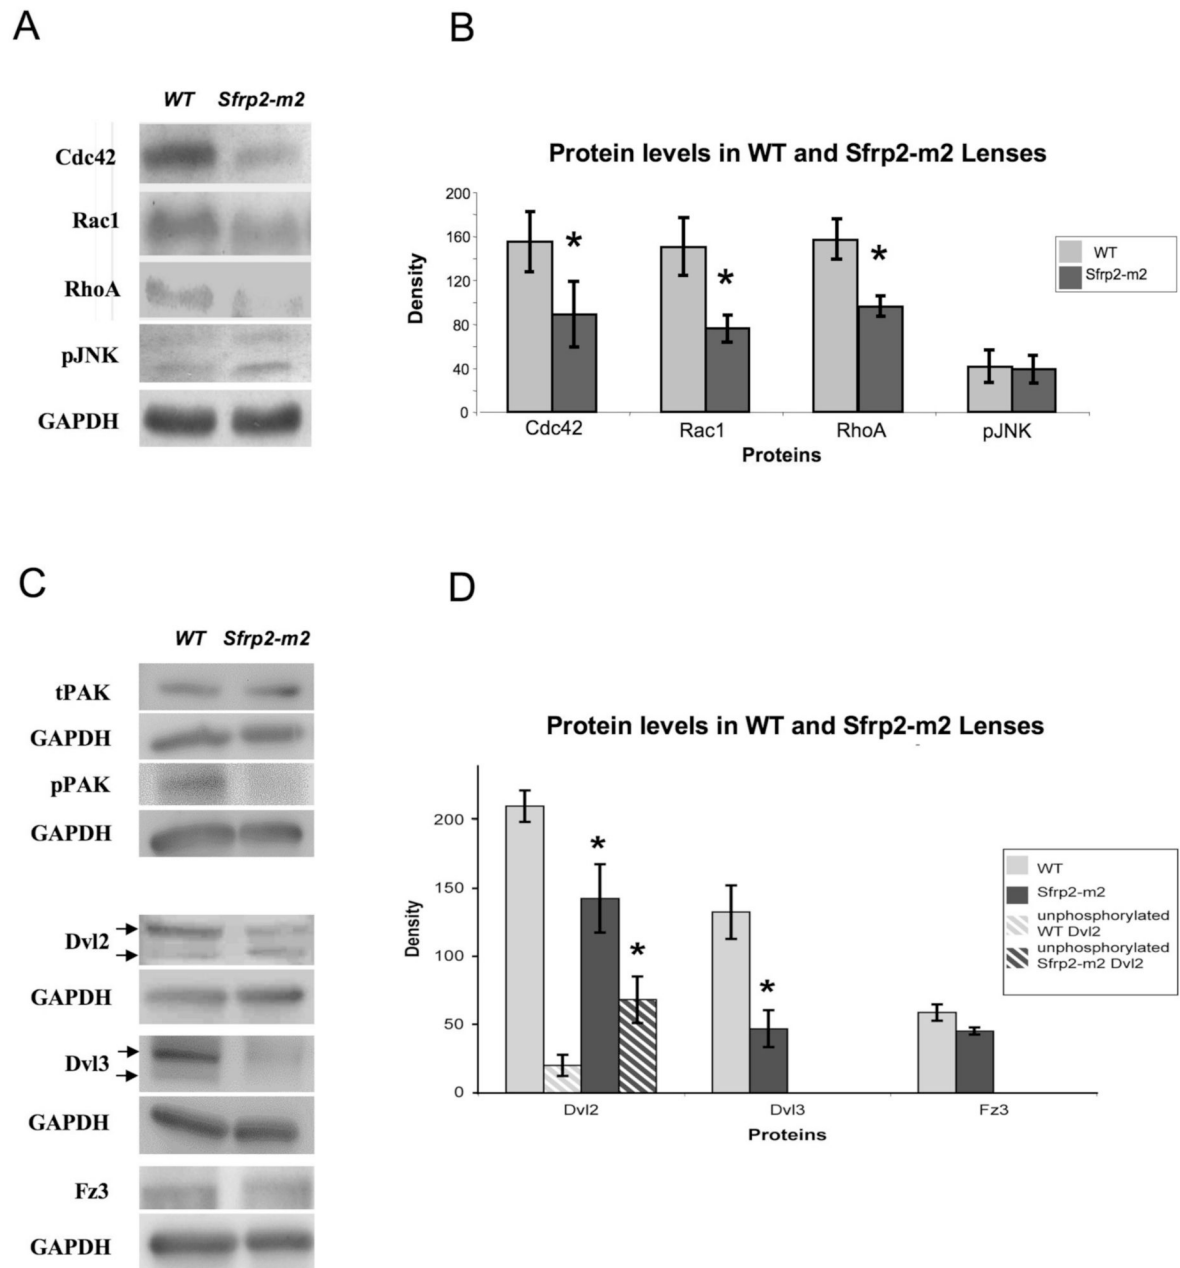 A
WT Sfrp2-m2
Cdc42
Rac1
RhoA
pJNK
GAPDH
B
Protein levels in WT and Sfrp2-m2 Lenses
200
160
120
80
40
0
Density
* * *
Cdc42 Rac1 RhoA pJNK
Proteins
WT
Sfrp2-m2
C
WT Sfrp2-m2
tPAK
GAPDH
pPAK
GAPDH
Dvl2
GAPDH
Dvl3
GAPDH
Fz3
GAPDH
D
Protein levels in WT and Sfrp2-m2 Lenses
200
150
100
50
0
Density
* * *
Dvl2 Dvl3 Fz3
Proteins
WT
Sfrp2-m2
unphosphorylated
WT Dvl2
unphosphorylated
Sfrp2-m2 Dvl2